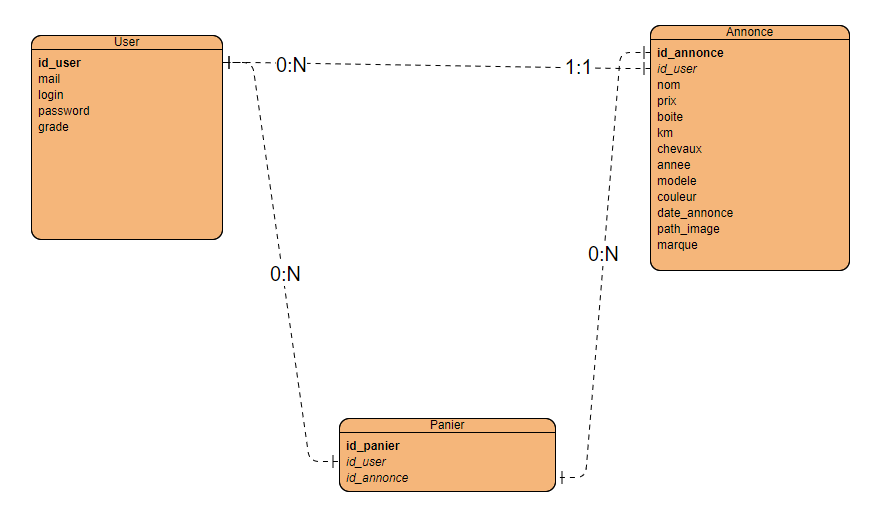 User
id_user
mail
login
password
grade
0:N
1:1
Annonce
id_annonce
id_user
nom
prix
boite
km
chevaux
annee
modele
couleur
date_annonce
path_image
marque
0:N
0:N
Panier
id_panier
id_user
id_annonce